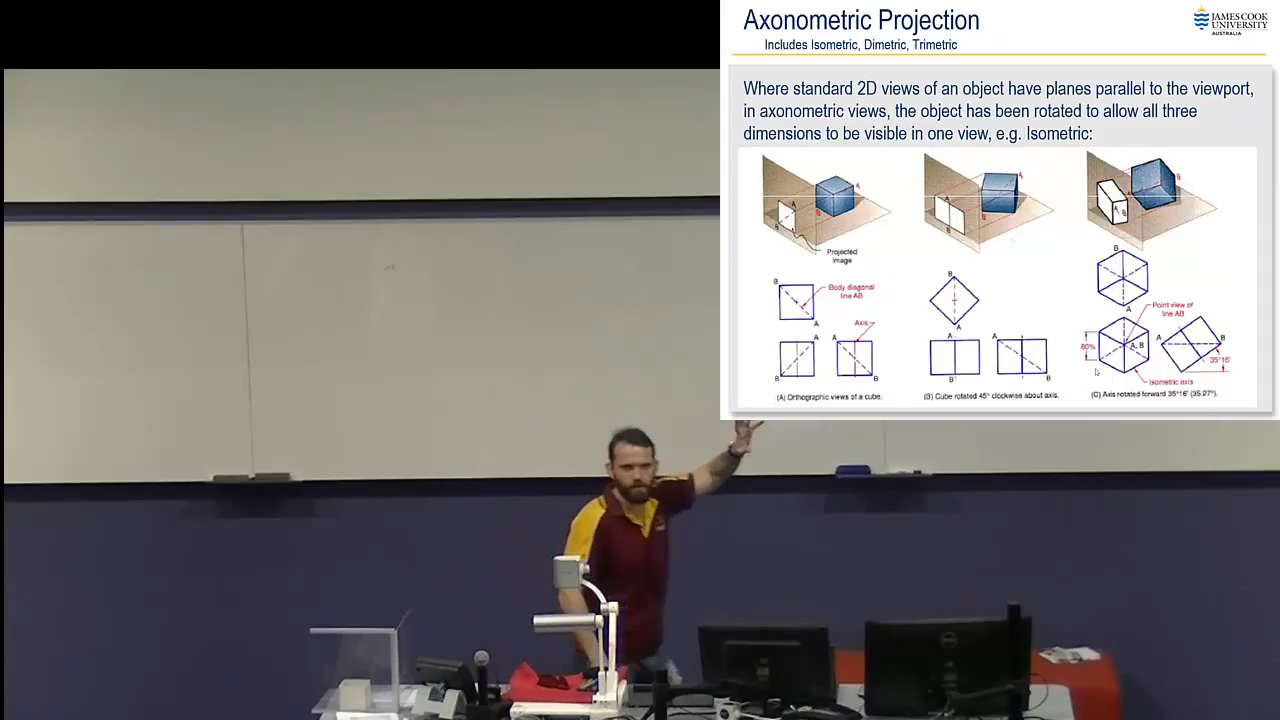 Axonometric Projection
Includes Isometric, Dimetric, Trimetric
JAMES COOK
UNIVERSITY
AUSTRALIA
Where standard 2D views of an object have planes parallel to the viewport,
in axonometric views, the object has been rotated to allow all three
dimensions to be visible in one view, e.g. Isometric:
A
B
A
B
A
B
A
B
A
B
A, B
Projected
image
B
Body diagonal
line AB
A
Axis
A
B
A
B
B
A
A
B
A
B
B
A
Point view of
line AB
60%
A, B
A
B
35°16'
Isometric axis
(A) Orthographic views of a cube.
(B) Cube rotated 45° clockwise about axis.
(C) Axis rotated forward 35°16' (35.27°).